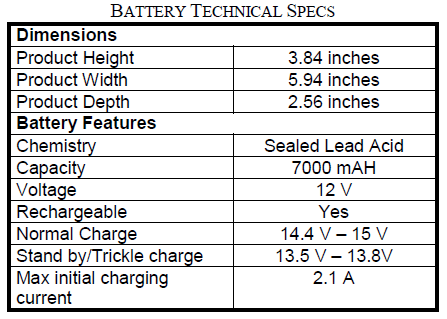 BATTERY TECHNICAL SPECS
Dimensions
Product Height 3.84 inches
Product Width 5.94 inches
Product Depth 2.56 inches
Battery Features
Chemistry Sealed Lead Acid
Capacity 7000 mAH
Voltage 12 V
Rechargeable Yes
Normal Charge 14.4 V – 15 V
Stand by/Trickle charge 13.5 V – 13.8V
Max initial charging 2.1 A
current